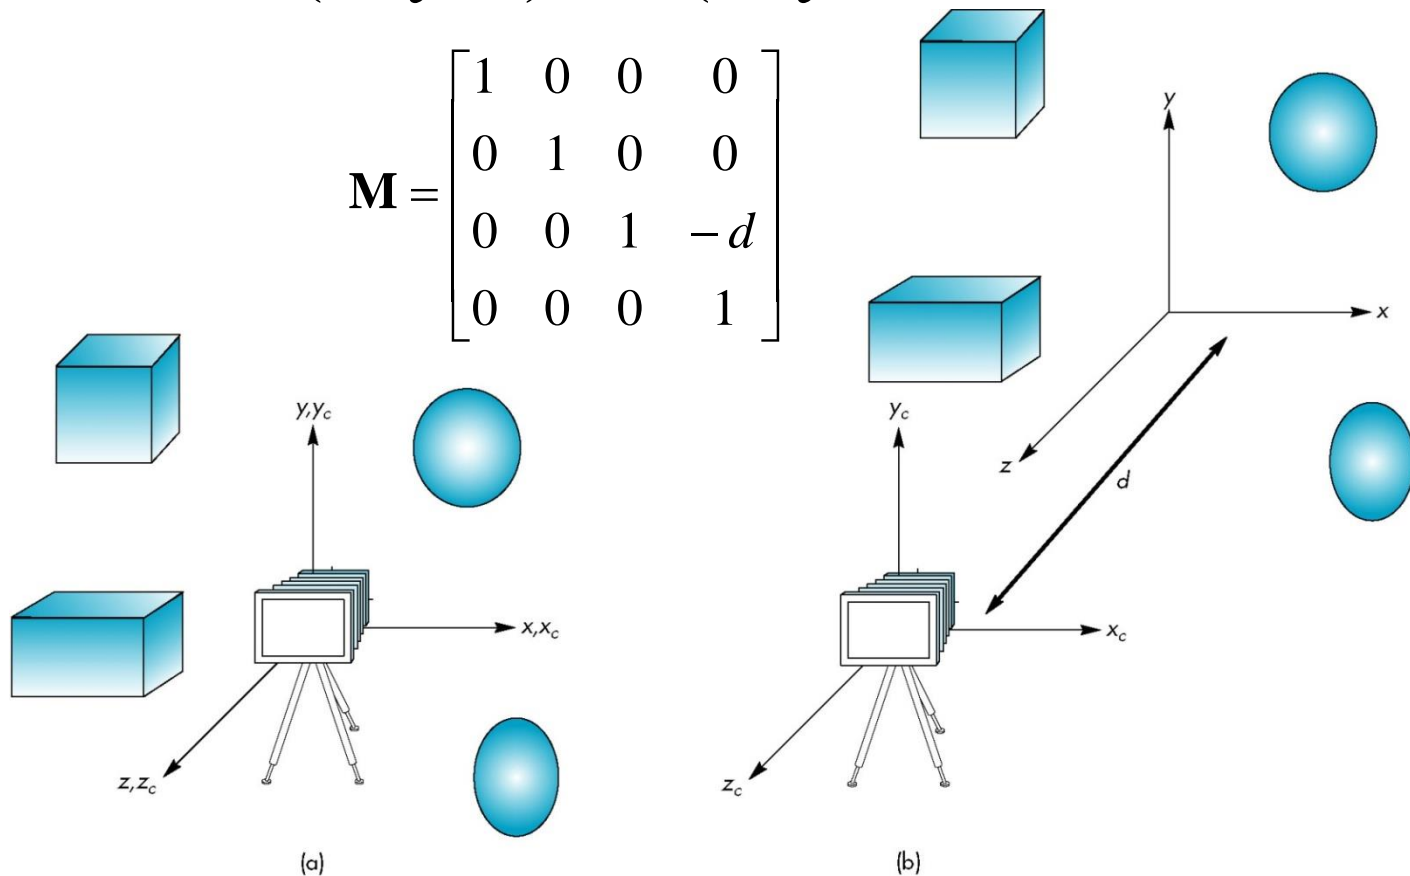 M = [ 1 0 0 0
0 1 0 0
0 0 1 −d
0 0 0 1 ]
y
x
z
d
y,y_c
x,x_c
z,z_c
y_c
x_c
z_c
(a)
(b)